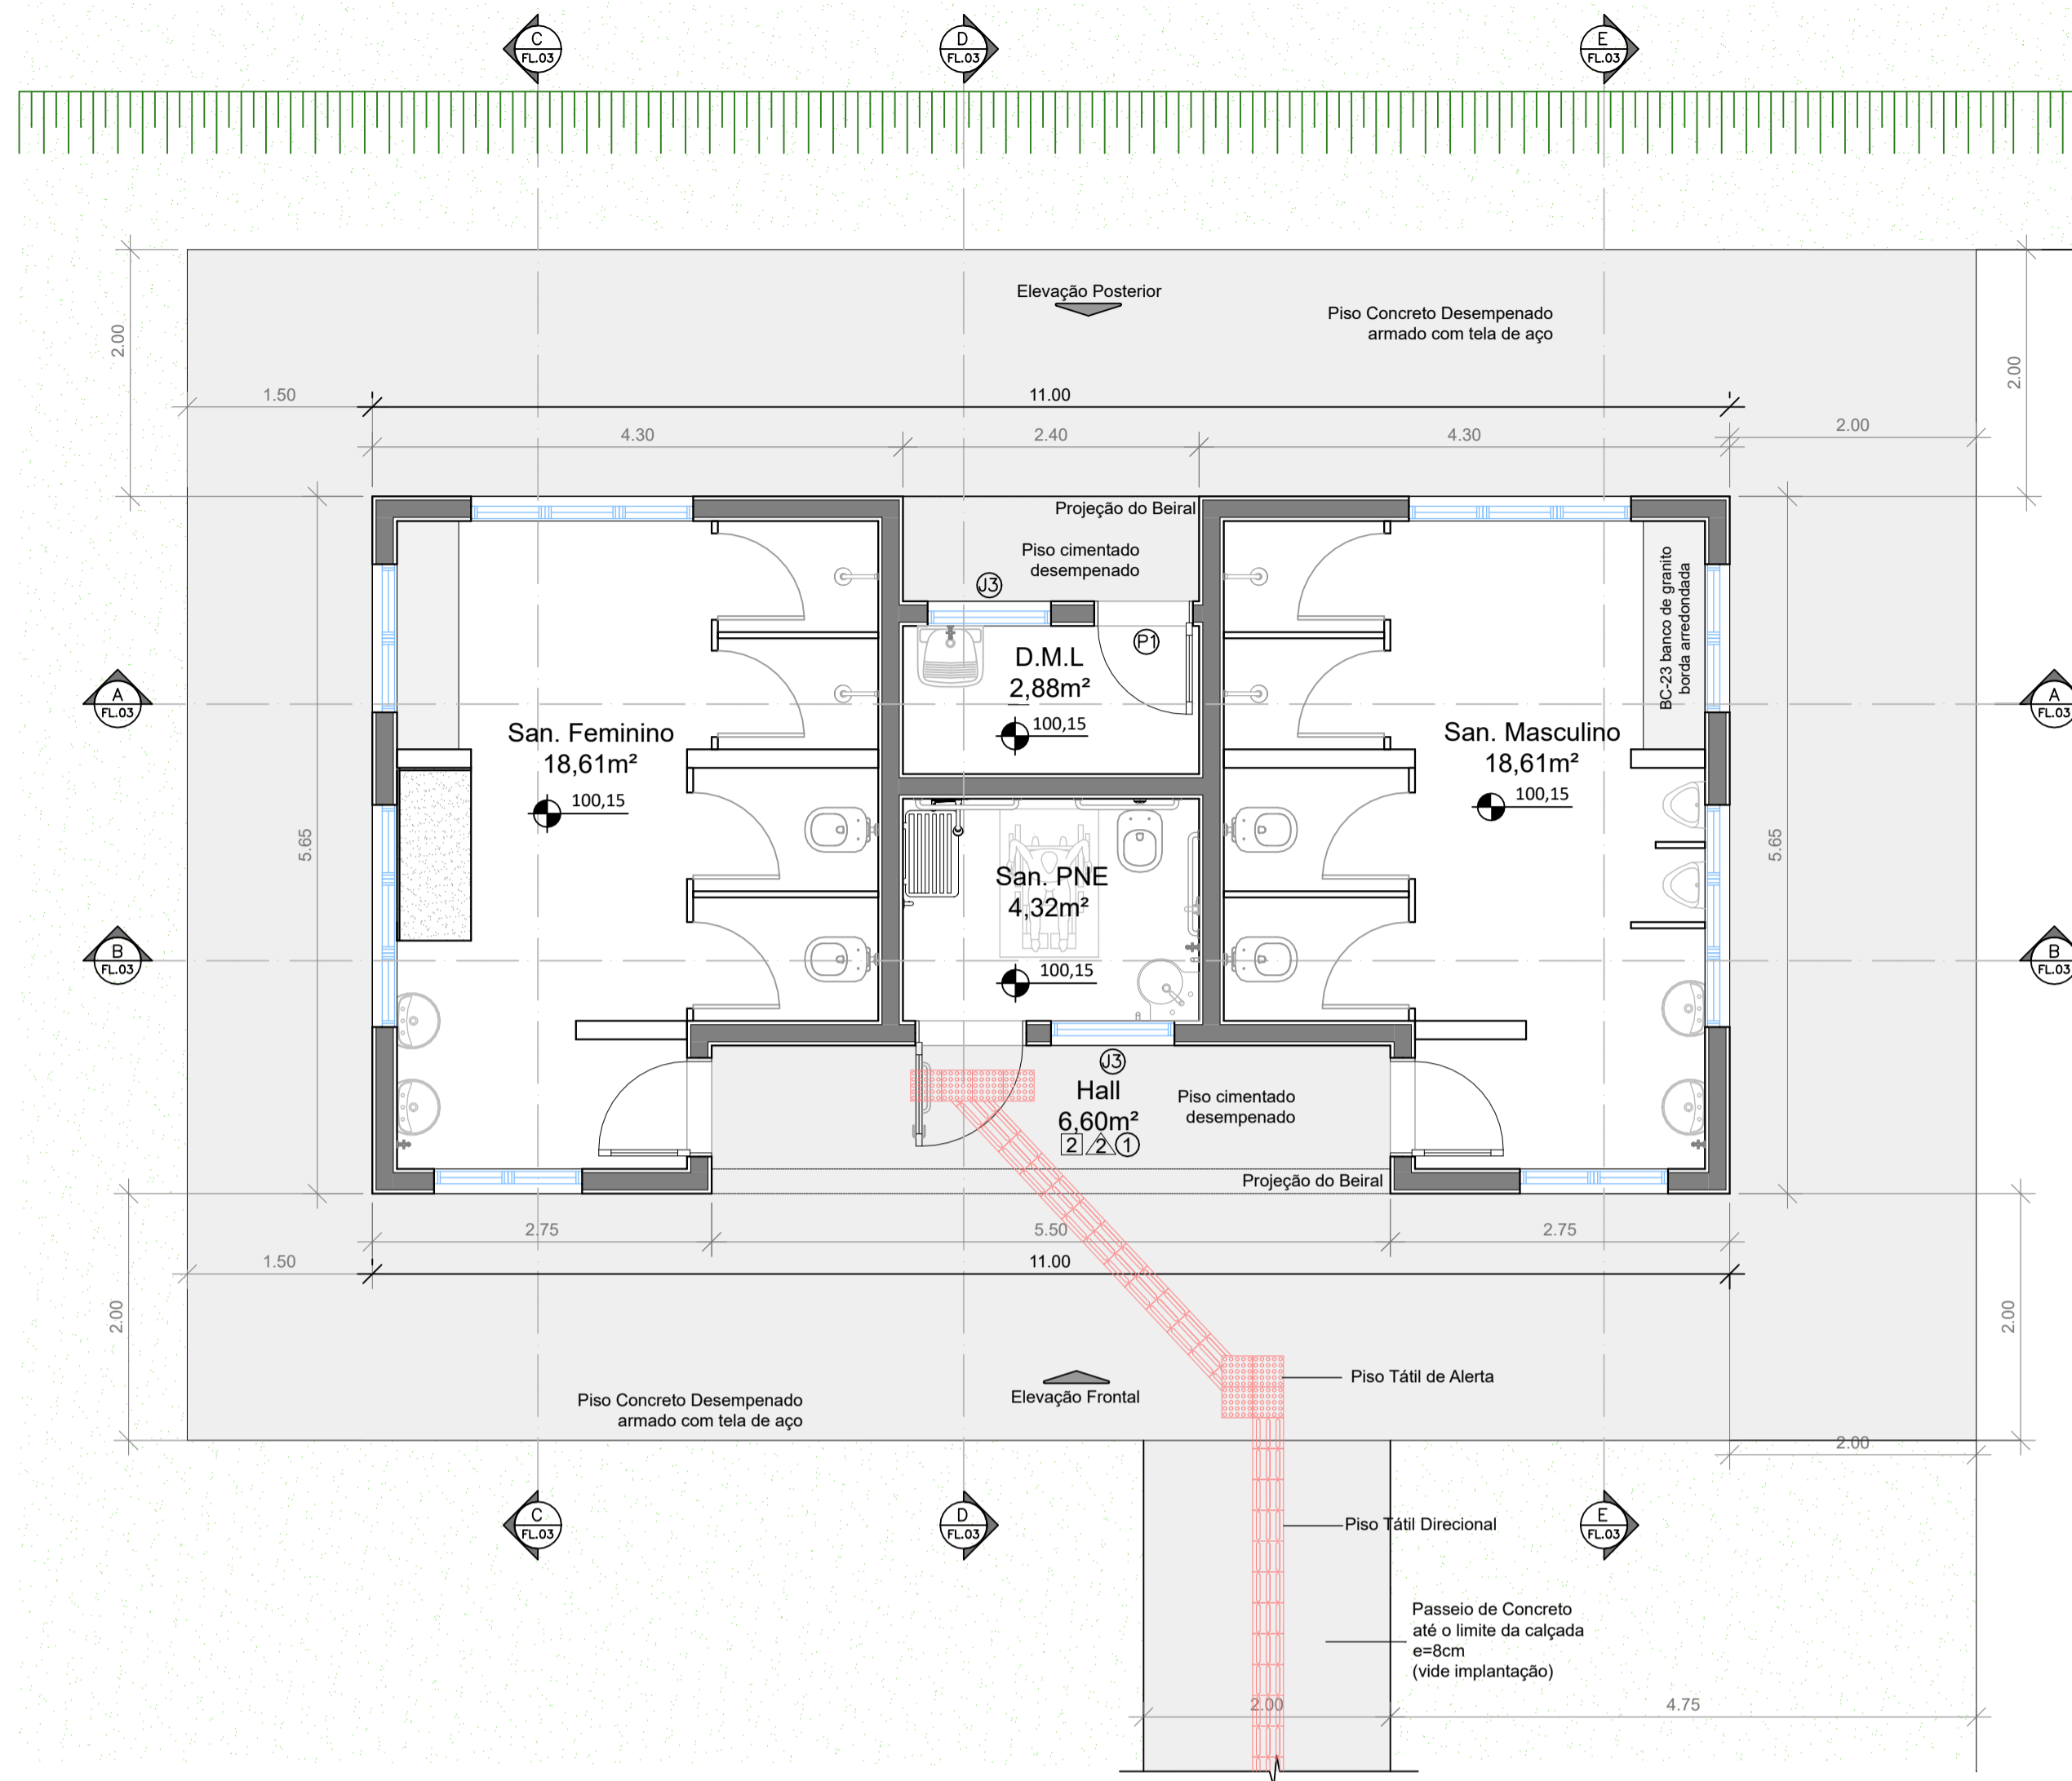 C
FL.03
D
FL.03
E
FL.03
Elevação Posterior
Piso Concreto Desempenado
armado com tela de aço
2.00
2.00
1.50
11.00
4.30
2.40
4.30
2.00
Projeção do Beiral
Piso cimentado
desempenado
J3
P1
D.M.L
2,88m²
100,15
BC-23 banco de granito
borda arredondada
A
FL.03
A
FL.03
San. Feminino
18,61m²
100,15
San. Masculino
18,61m²
100,15
5.65
5.65
San. PNE
4,32m²
100,15
B
FL.03
B
FL.03
J3
Hall
6,60m²
2 2 1
Piso cimentado
desempenado
Projeção do Beiral
2.75
5.50
2.75
1.50
11.00
2.00
2.00
Piso Tátil de Alerta
Elevação Frontal
Piso Concreto Desempenado
armado com tela de aço
2.00
C
FL.03
D
FL.03
Piso Tátil Direcional
E
FL.03
Passeio de Concreto
até o limite da calçada
e=8cm
(vide implantação)
2.00
4.75